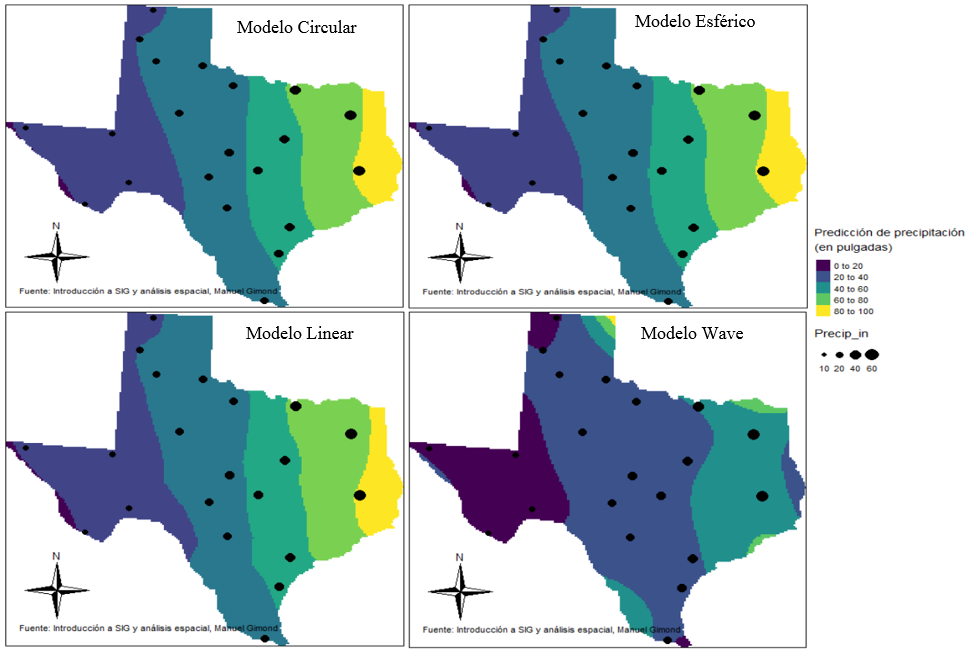 Modelo Circular
N
Fuente: Introducción a SIG y análisis espacial, Manuel Gimond
Modelo Esférico
N
Fuente: Introducción a SIG y análisis espacial, Manuel Gimond
Predicción de precipitación
(en pulgadas)
0 to 20
20 to 40
40 to 60
60 to 80
80 to 100
Precip_in
10 20 40 60
Modelo Linear
N
Fuente: Introducción a SIG y análisis espacial, Manuel Gimond
Modelo Wave
N
Fuente: Introducción a SIG y análisis espacial, Manuel Gimond